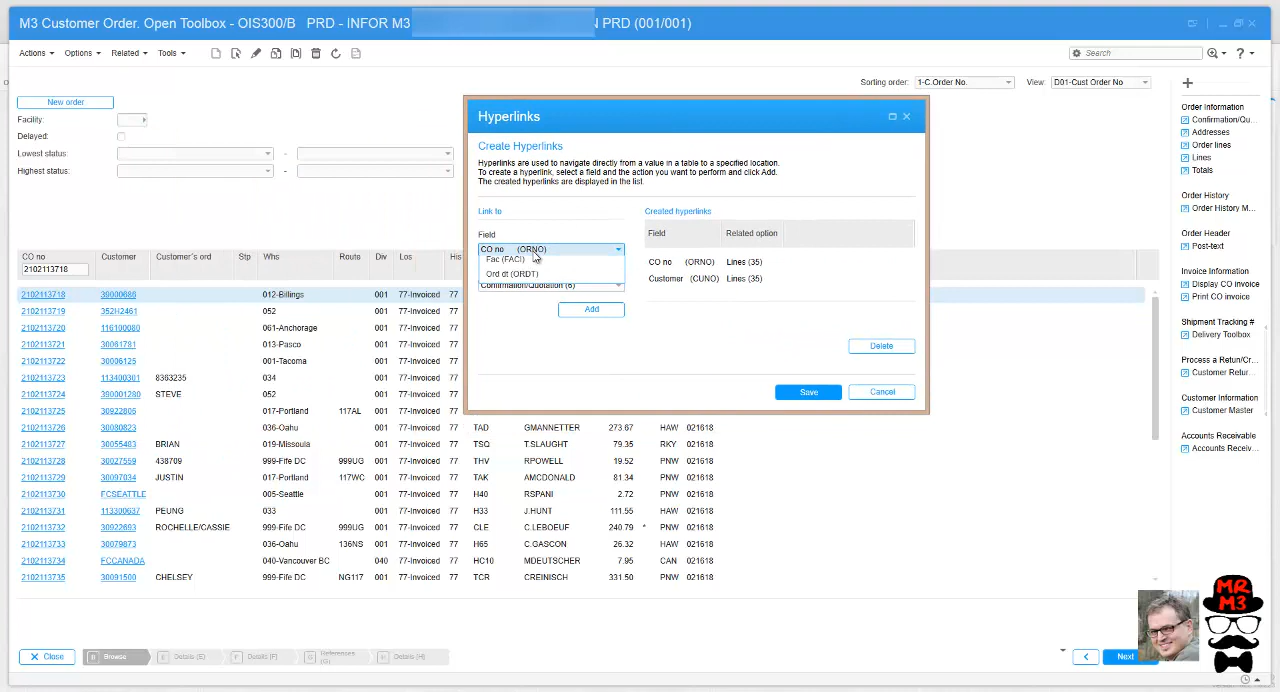 M3 Customer Order. Open Toolbox - OIS300/B PRD - INFOR M3 N PRD (001/001)
Actions Options Related Tools
Search
?
Sorting order: 1-C.Order No. View: D01-Cust Order No
New order
Facility:
Delayed:
Lowest status: -
Highest status: -
Hyperlinks
Create Hyperlinks
Hyperlinks are used to navigate directly from a value in a table to a specified location.
To create a hyperlink, select a field and the action you want to perform and click Add.
The created hyperlinks are displayed in the list.
Link to
Field
CO no (ORNO)
Fac (FACI)
Ord dt (ORDT)
Confirmation/Quotation (6)
Add
Created hyperlinks
Field Related option
CO no (ORNO) Lines (35)
Customer (CUNO) Lines (35)
Delete
Save Cancel
Order Information
Confirmation/Qu...
Addresses
Order lines
Lines
Totals
Order History
Order History M...
Order Header
Post-text
Invoice Information
Display CO invoice
Print CO invoice
Shipment Tracking #
Delivery Toolbox
Process a Retun/Cr...
Customer Retur...
Customer Information
Customer Master
Accounts Receivable
Accounts Receiv...
CO no Customer Customer's ord Stp Whs Route Div Los His
2102113718
2102113718 39000686 012-Billings 001 77-Invoiced 77
2102113719 352H2461 052 001 77-Invoiced 77
2102113720 116100080 061-Anchorage 001 77-Invoiced 77
2102113721 30061781 013-Pasco 001 77-Invoiced 77
2102113722 30006125 001-Tacoma 001 77-Invoiced 77
2102113723 113400301 8363235 034 001 77-Invoiced 77
2102113724 390001280 STEVE 052 001 77-Invoiced 77
2102113725 30922806 017-Portland 117AL 001 77-Invoiced 77
2102113726 30080823 036-Oahu 001 77-Invoiced 77 TAD GMANNETTER 273.67 HAW 021618
2102113727 30055483 BRIAN 019-Missoula 001 77-Invoiced 77 TSQ T.SLAUGHT 79.35 RKY 021618
2102113728 30027559 438709 999-Fife DC 999UG 001 77-Invoiced 77 THV RPOWELL 19.52 PNW 021618
2102113729 30097034 JUSTIN 017-Portland 117WC 001 77-Invoiced 77 TAK AMCDONALD 81.34 PNW 021618
2102113730 FCSEATTLE 005-Seattle 001 77-Invoiced 77 H40 RSPANI 2.72 PNW 021618
2102113731 113300637 PEUNG 033 001 77-Invoiced 77 H33 J.HUNT 111.55 HAW 021618
2102113732 30922693 ROCHELLE/CASSIE 999-Fife DC 999UG 001 77-Invoiced 77 CLE C.LEBOEUF 240.79 * PNW 021618
2102113733 30079873 036-Oahu 136NS 001 77-Invoiced 77 H65 C.GASCON 26.32 HAW 021618
2102113734 FCCANADA 040-Vancouver BC 040 001 77-Invoiced 77 HC10 MDEUTSCHER 7.95 CAN 021618
2102113735 30091500 CHELSEY 999-Fife DC NG117 001 77-Invoiced 77 TCR CREINISCH 331.50 PNW 021618
Close B Browse E Details (E) F Details (F) G References (G) H Details (H)
Next
MR
M3